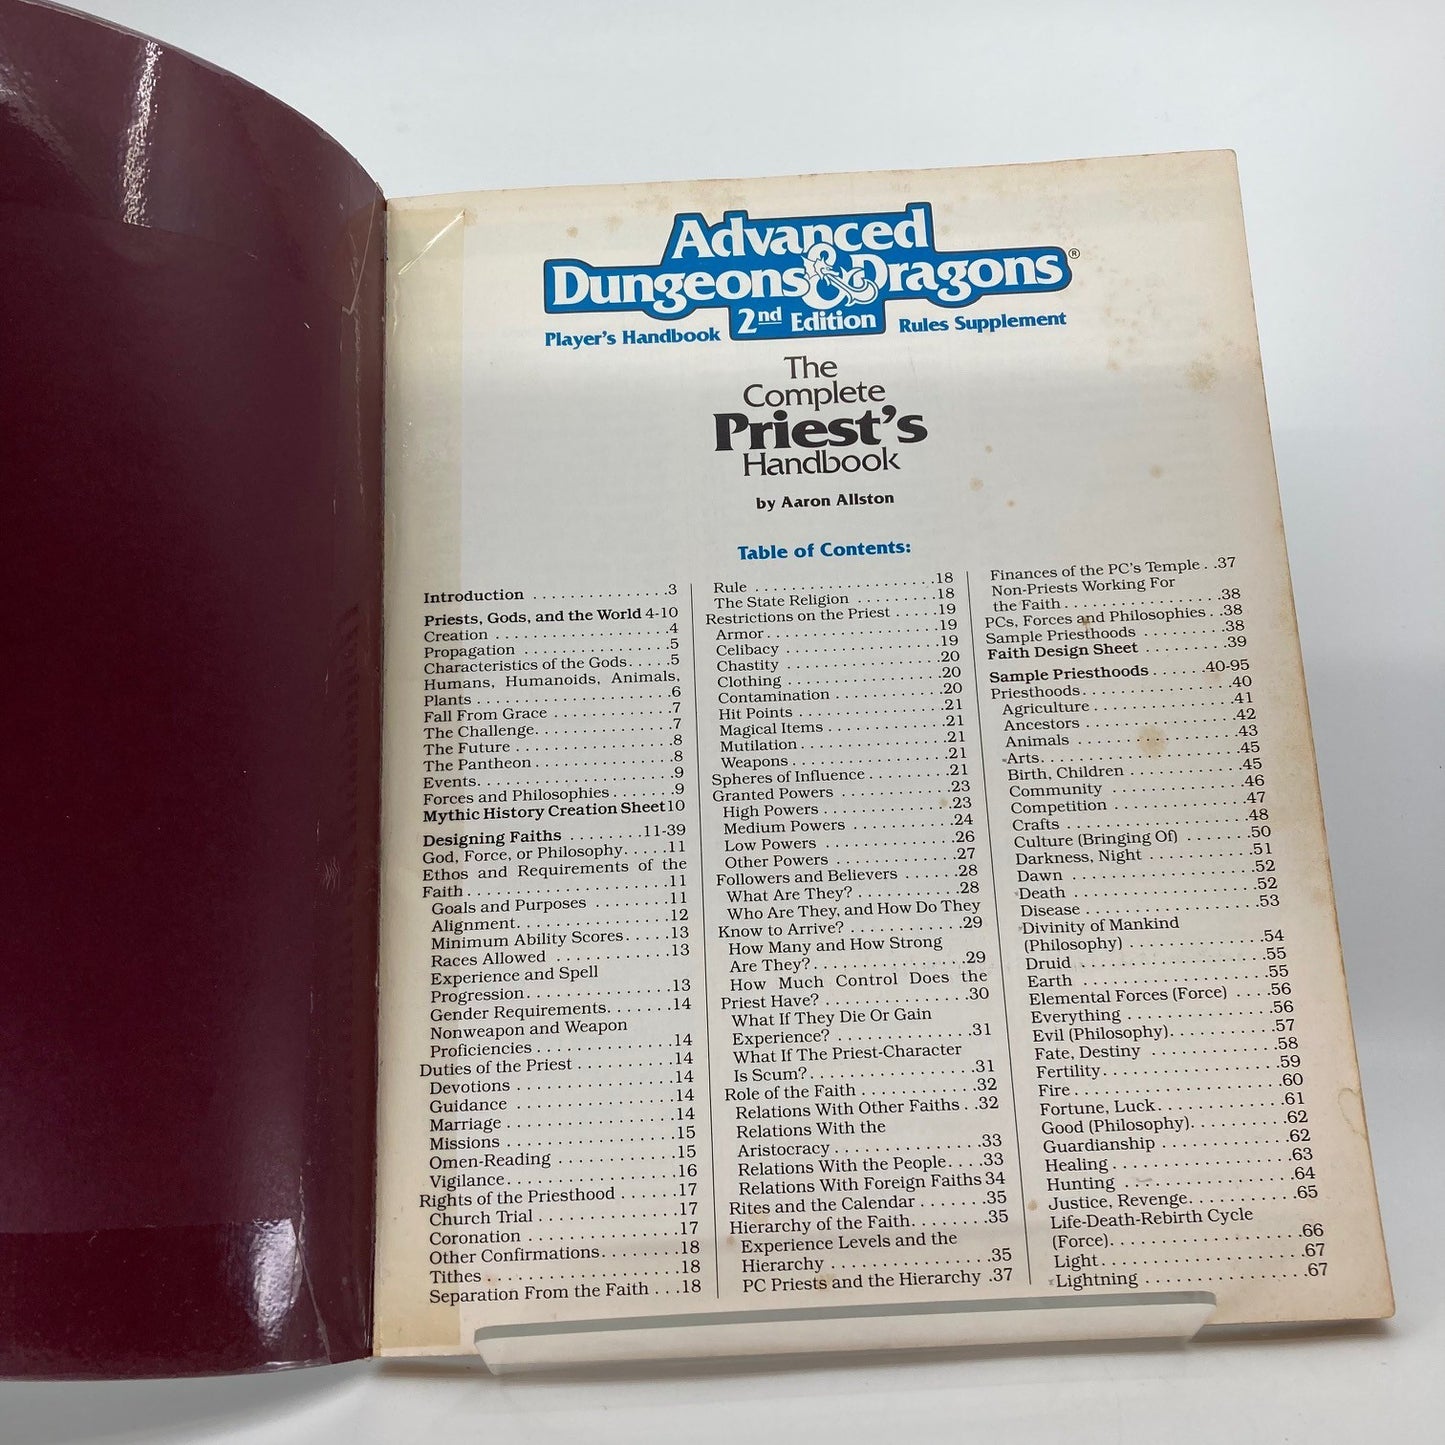 Advanced
Dungeons & Dragons®
2nd Edition
Player's Handbook Rules Supplement
The
Complete
Priest's
Handbook
by Aaron Allston
Table of Contents:
Introduction . . . . . . . . . . . . . . .3
Priests, Gods, and the World 4-10
Creation . . . . . . . . . . . . . . . . . . .4
Propagation . . . . . . . . . . . . . . . .5
Characteristics of the Gods. . . . .5
Humans, Humanoids, Animals,
Plants . . . . . . . . . . . . . . . . . . . . .6
Fall From Grace . . . . . . . . . . . . .7
The Challenge. . . . . . . . . . . . . . .7
The Future . . . . . . . . . . . . . . . . .8
The Pantheon . . . . . . . . . . . . . . .8
Events. . . . . . . . . . . . . . . . . . . . .9
Forces and Philosophies . . . . . . .9
Mythic History Creation Sheet10
Designing Faiths . . . . . . . .11-39
God, Force, or Philosophy. . . . .11
Ethos and Requirements of the
Faith . . . . . . . . . . . . . . . . . . . . .11
Goals and Purposes . . . . . . . .11
Alignment. . . . . . . . . . . . . . . .12
Minimum Ability Scores. . . . .13
Races Allowed . . . . . . . . . . . .13
Experience and Spell
Progression. . . . . . . . . . . . . . .13
Gender Requirements. . . . . . .14
Nonweapon and Weapon
Proficiencies . . . . . . . . . . . . . .14
Duties of the Priest . . . . . . . . . .14
Devotions . . . . . . . . . . . . . . . .14
Guidance . . . . . . . . . . . . . . . .14
Marriage . . . . . . . . . . . . . . . . .14
Missions . . . . . . . . . . . . . . . . .15
Omen-Reading . . . . . . . . . . . .15
Vigilance. . . . . . . . . . . . . . . . .16
Rights of the Priesthood . . . . . .17
Church Trial . . . . . . . . . . . . . .17
Coronation . . . . . . . . . . . . . . .17
Other Confirmations. . . . . . . .18
Tithes . . . . . . . . . . . . . . . . . . .18
Separation From the Faith . . .18
Rule . . . . . . . . . . . . . . . . . . . .18
The State Religion . . . . . . . . .18
Restrictions on the Priest . . . . .19
Armor. . . . . . . . . . . . . . . . . . .19
Celibacy . . . . . . . . . . . . . . . . .19
Chastity . . . . . . . . . . . . . . . . .20
Clothing . . . . . . . . . . . . . . . . .20
Contamination . . . . . . . . . . . .20
Hit Points . . . . . . . . . . . . . . . .21
Magical Items . . . . . . . . . . . . .21
Mutilation. . . . . . . . . . . . . . . .21
Weapons . . . . . . . . . . . . . . . . .21
Spheres of Influence . . . . . . . . .21
Granted Powers . . . . . . . . . . . .23
High Powers . . . . . . . . . . . . . .23
Medium Powers . . . . . . . . . . .24
Low Powers . . . . . . . . . . . . . .26
Other Powers . . . . . . . . . . . . .27
Followers and Believers . . . . . .28
What Are They? . . . . . . . . . . .28
Who Are They, and How Do They
Know to Arrive? . . . . . . . . . . . .29
How Many and How Strong
Are They?. . . . . . . . . . . . . . . .29
How Much Control Does the
Priest Have? . . . . . . . . . . . . . . .30
What If They Die Or Gain
Experience? . . . . . . . . . . . . . .31
What If The Priest-Character
Is Scum?. . . . . . . . . . . . . . . . .31
Role of the Faith . . . . . . . . . . . .32
Relations With Other Faiths . .32
Relations With the
Aristocracy . . . . . . . . . . . . . . .33
Relations With the People. . . .33
Relations With Foreign Faiths 34
Rites and the Calendar . . . . . . .35
Hierarchy of the Faith. . . . . . . .35
Experience Levels and the
Hierarchy . . . . . . . . . . . . . . . .35
PC Priests and the Hierarchy .37
Finances of the PC's Temple . .37
Non-Priests Working For
the Faith . . . . . . . . . . . . . . . .38
PCs, Forces and Philosophies . .38
Sample Priesthoods . . . . . . . . .38
Faith Design Sheet . . . . . . . . .39
Sample Priesthoods . . . . . .40-95
Priesthoods. . . . . . . . . . . . . . . .40
Agriculture . . . . . . . . . . . . . . .41
Ancestors . . . . . . . . . . . . . . . .42
Animals . . . . . . . . . . . . . . . . .43
Arts. . . . . . . . . . . . . . . . . . . . .45
Birth, Children . . . . . . . . . . . .45
Community . . . . . . . . . . . . . .46
Competition . . . . . . . . . . . . . .47
Crafts . . . . . . . . . . . . . . . . . . .48
Culture (Bringing Of) . . . . . . .50
Darkness, Night . . . . . . . . . . .51
Dawn . . . . . . . . . . . . . . . . . . .52
Death . . . . . . . . . . . . . . . . . . .52
Disease . . . . . . . . . . . . . . . . . .53
Divinity of Mankind
(Philosophy) . . . . . . . . . . . . . .54
Druid . . . . . . . . . . . . . . . . . . .55
Earth . . . . . . . . . . . . . . . . . . .55
Elemental Forces (Force) . . . .56
Everything . . . . . . . . . . . . . . .56
Evil (Philosophy). . . . . . . . . . .57
Fate, Destiny . . . . . . . . . . . . .58
Fertility. . . . . . . . . . . . . . . . . .59
Fire . . . . . . . . . . . . . . . . . . . . .60
Fortune, Luck. . . . . . . . . . . . .61
Good (Philosophy). . . . . . . . . .62
Guardianship . . . . . . . . . . . . .62
Healing . . . . . . . . . . . . . . . . . .63
Hunting . . . . . . . . . . . . . . . . .64
Justice, Revenge. . . . . . . . . . .65
Life-Death-Rebirth Cycle
(Force). . . . . . . . . . . . . . . . . . .66
Light . . . . . . . . . . . . . . . . . . . .67
Lightning . . . . . . . . . . . . . . . .67